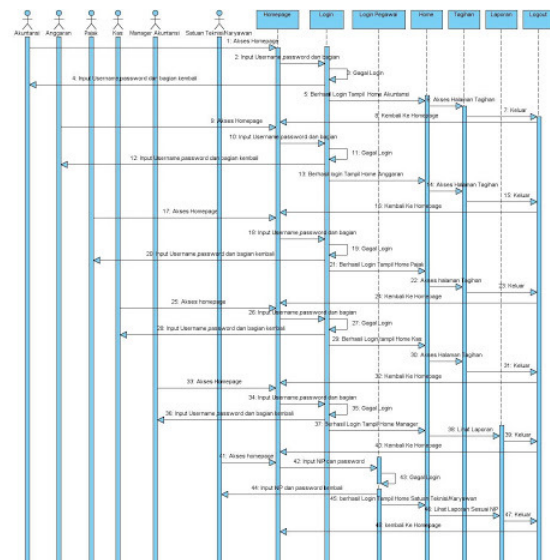 Homepage
Login
Login Pegawai
Home
Tagihan
Laporan
Logout
Akuntansi
Anggaran
Pajak
Kas
Manager Akuntansi
Satuan Teknisi/Karyawan
1: Akses Homepage
2: Input Username,password dan bagian
3: Gagal Login
4: Input Username,password dan bagian kembali
5: Berhasil Login Tampil Home Akuntansi
6: Akses Halaman Tagihan
7: Keluar
8: Kembali Ke Homepage
9: Akses Homepage
10: Input Username,password dan bagian
11: Gagal Login
12: Input Username,password dan bagian kembali
13: Berhasil login Tampil Home Anggaran
14: Akses Halaman Tagihan
15: Keluar
16: Kembali Ke Homepage
17: Akses Homepage
18: Input Username,password dan bagian
19: Gagal Login
20: Input Username,password dan bagian kembali
21: Berhasil Login Tampil Home Pajak
22: Akses halaman Tagihan
23: Keluar
24: Kembali Ke Homepage
25: Akses homepage
26: Input Username,password dan bagian
27: Gagal Login
28: Input Username,password dan bagian kembali
29: Berhasil Login tampil Home Kas
30: Akses Halaman Tagihan
31: Keluar
32: Kembali Ke Homepage
33: Akses Homepage
34: Input Username,password dan bagian
35: Gagal Login
36: Input Username,password dan bagian kembali
37: Berhasil Login Tampil Home Manager
38: Lihat Laporan
39: Keluar
40: Kembali Ke Homepage
41: Akses homepage
42: Input NIP dan password
43: Gagal Login
44: Input NIP dan password kembali
45: berhasil Login Tampil Home Satuan Teknisi/Karyawan
46: Lihat Laporan Sesuai NIP
47: Keluar
48: kembali Ke Homepage